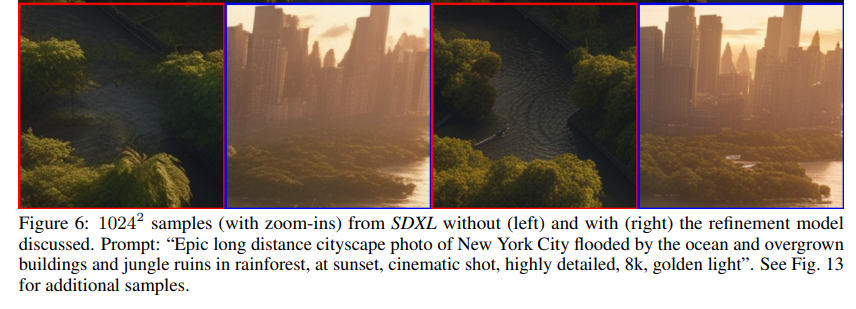 Figure 6: 1024² samples (with zoom-ins) from SDXL without (left) and with (right) the refinement model
discussed. Prompt: “Epic long distance cityscape photo of New York City flooded by the ocean and overgrown
buildings and jungle ruins in rainforest, at sunset, cinematic shot, highly detailed, 8k, golden light”. See Fig. 13
for additional samples.